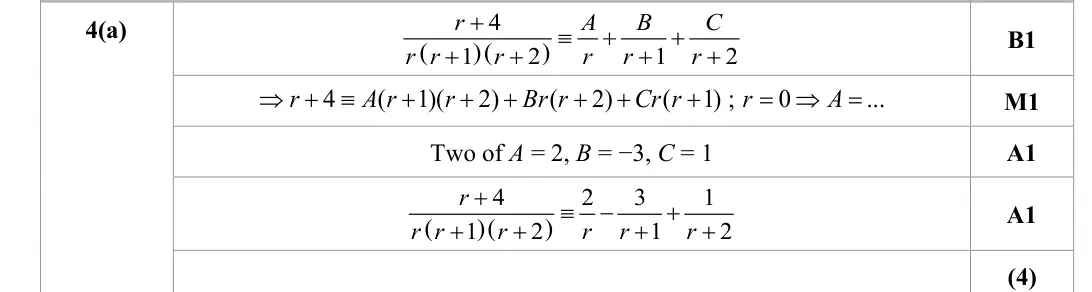 4(a)
(r + 4)/(r(r + 1)(r + 2)) ≡ A/r + B/(r + 1) + C/(r + 2)
B1
⇒ r + 4 ≡ A(r + 1)(r + 2) + Br(r + 2) + Cr(r + 1) ; r = 0 ⇒ A = ...
M1
Two of A = 2, B = −3, C = 1
A1
(r + 4)/(r(r + 1)(r + 2)) ≡ 2/r − 3/(r + 1) + 1/(r + 2)
A1
(4)